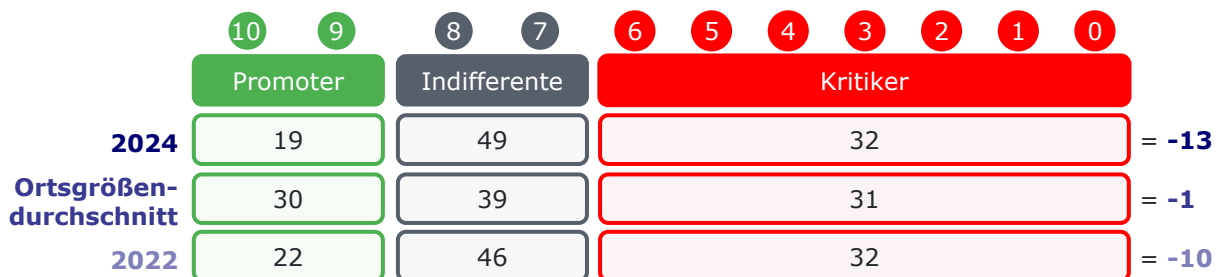 10 9 8 7 6 5 4 3 2 1 0
Promoter Indifferente Kritiker
2024 19 49 32 = -13
Ortsgrößen-
durchschnitt 30 39 31 = -1
2022 22 46 32 = -10